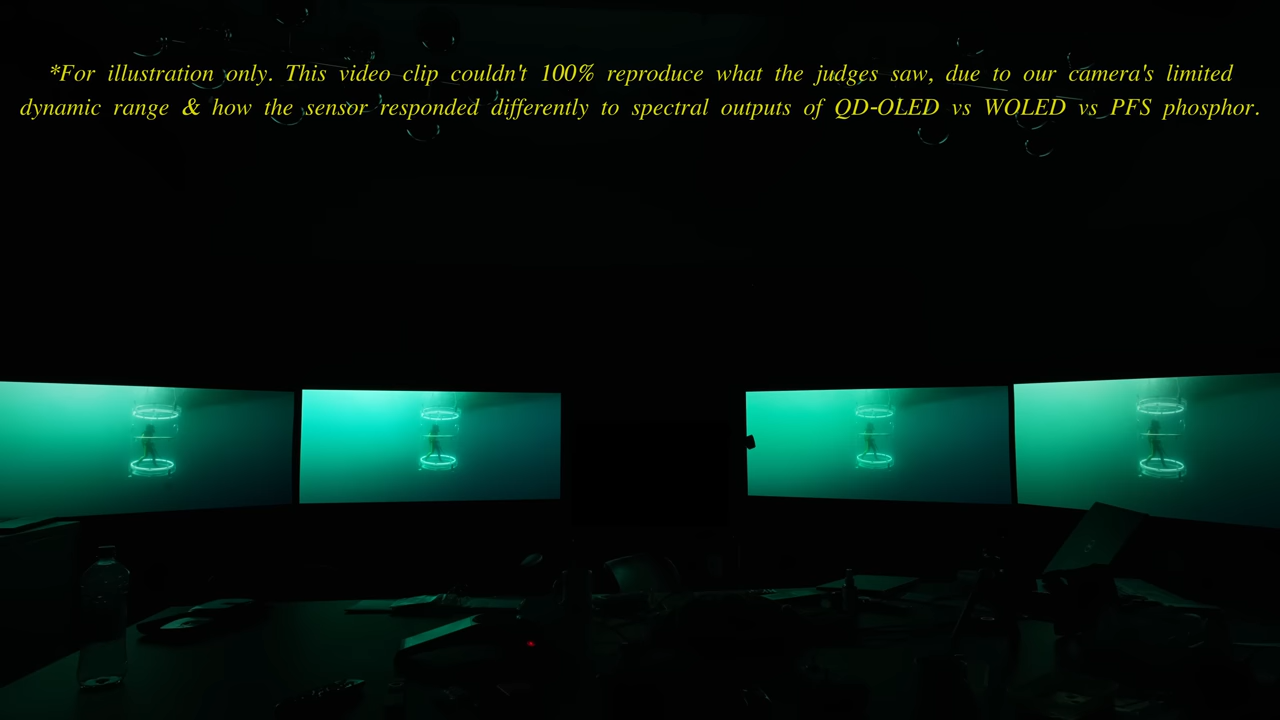 *For illustration only. This video clip couldn't 100% reproduce what the judges saw, due to our camera's limited
dynamic range & how the sensor responded differently to spectral outputs of QD-OLED vs WOLED vs PFS phosphor.